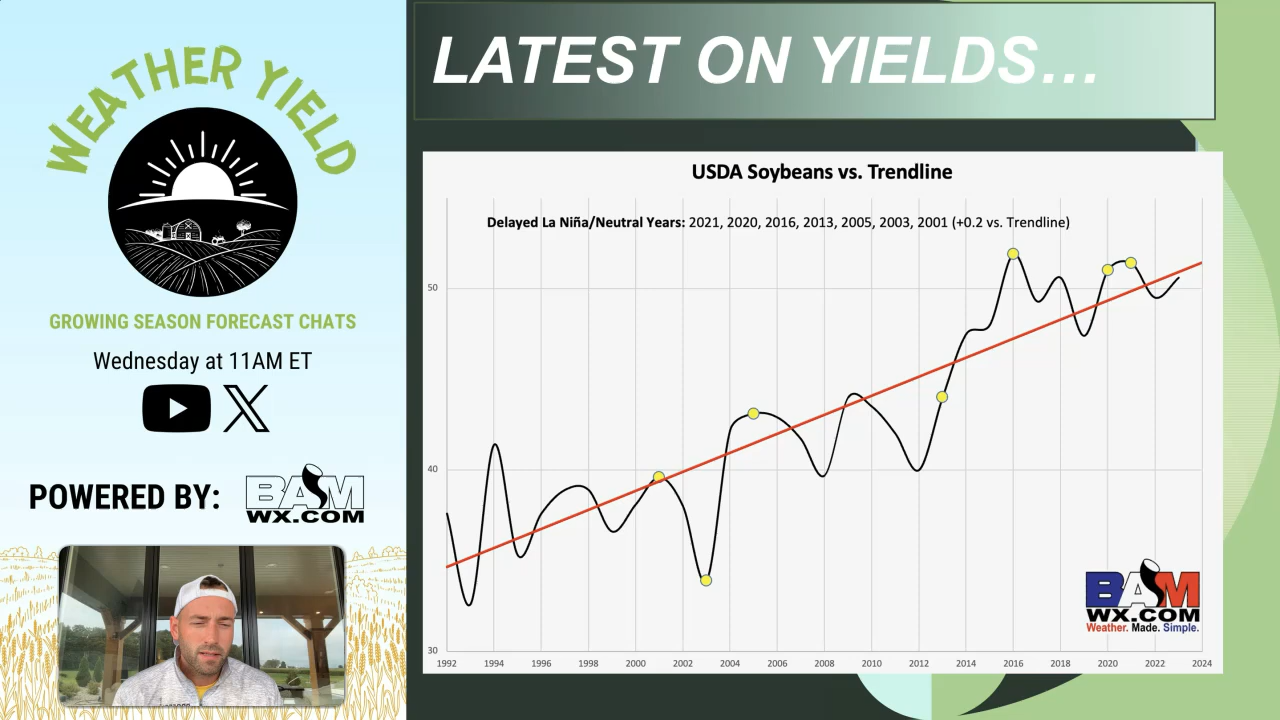 WEATHER YIELD
GROWING SEASON FORECAST CHATS
Wednesday at 11AM ET
POWERED BY:
BAM
WX.COM
LATEST ON YIELDS...
USDA Soybeans vs. Trendline
Delayed La Niña/Neutral Years: 2021, 2020, 2016, 2013, 2005, 2003, 2001 (+0.2 vs. Trendline)
50
40
30
1992 1994 1996 1998 2000 2002 2004 2006 2008 2010 2012 2014 2016 2018 2020 2022 2024
BAM
WX.COM
Weather. Made. Simple.